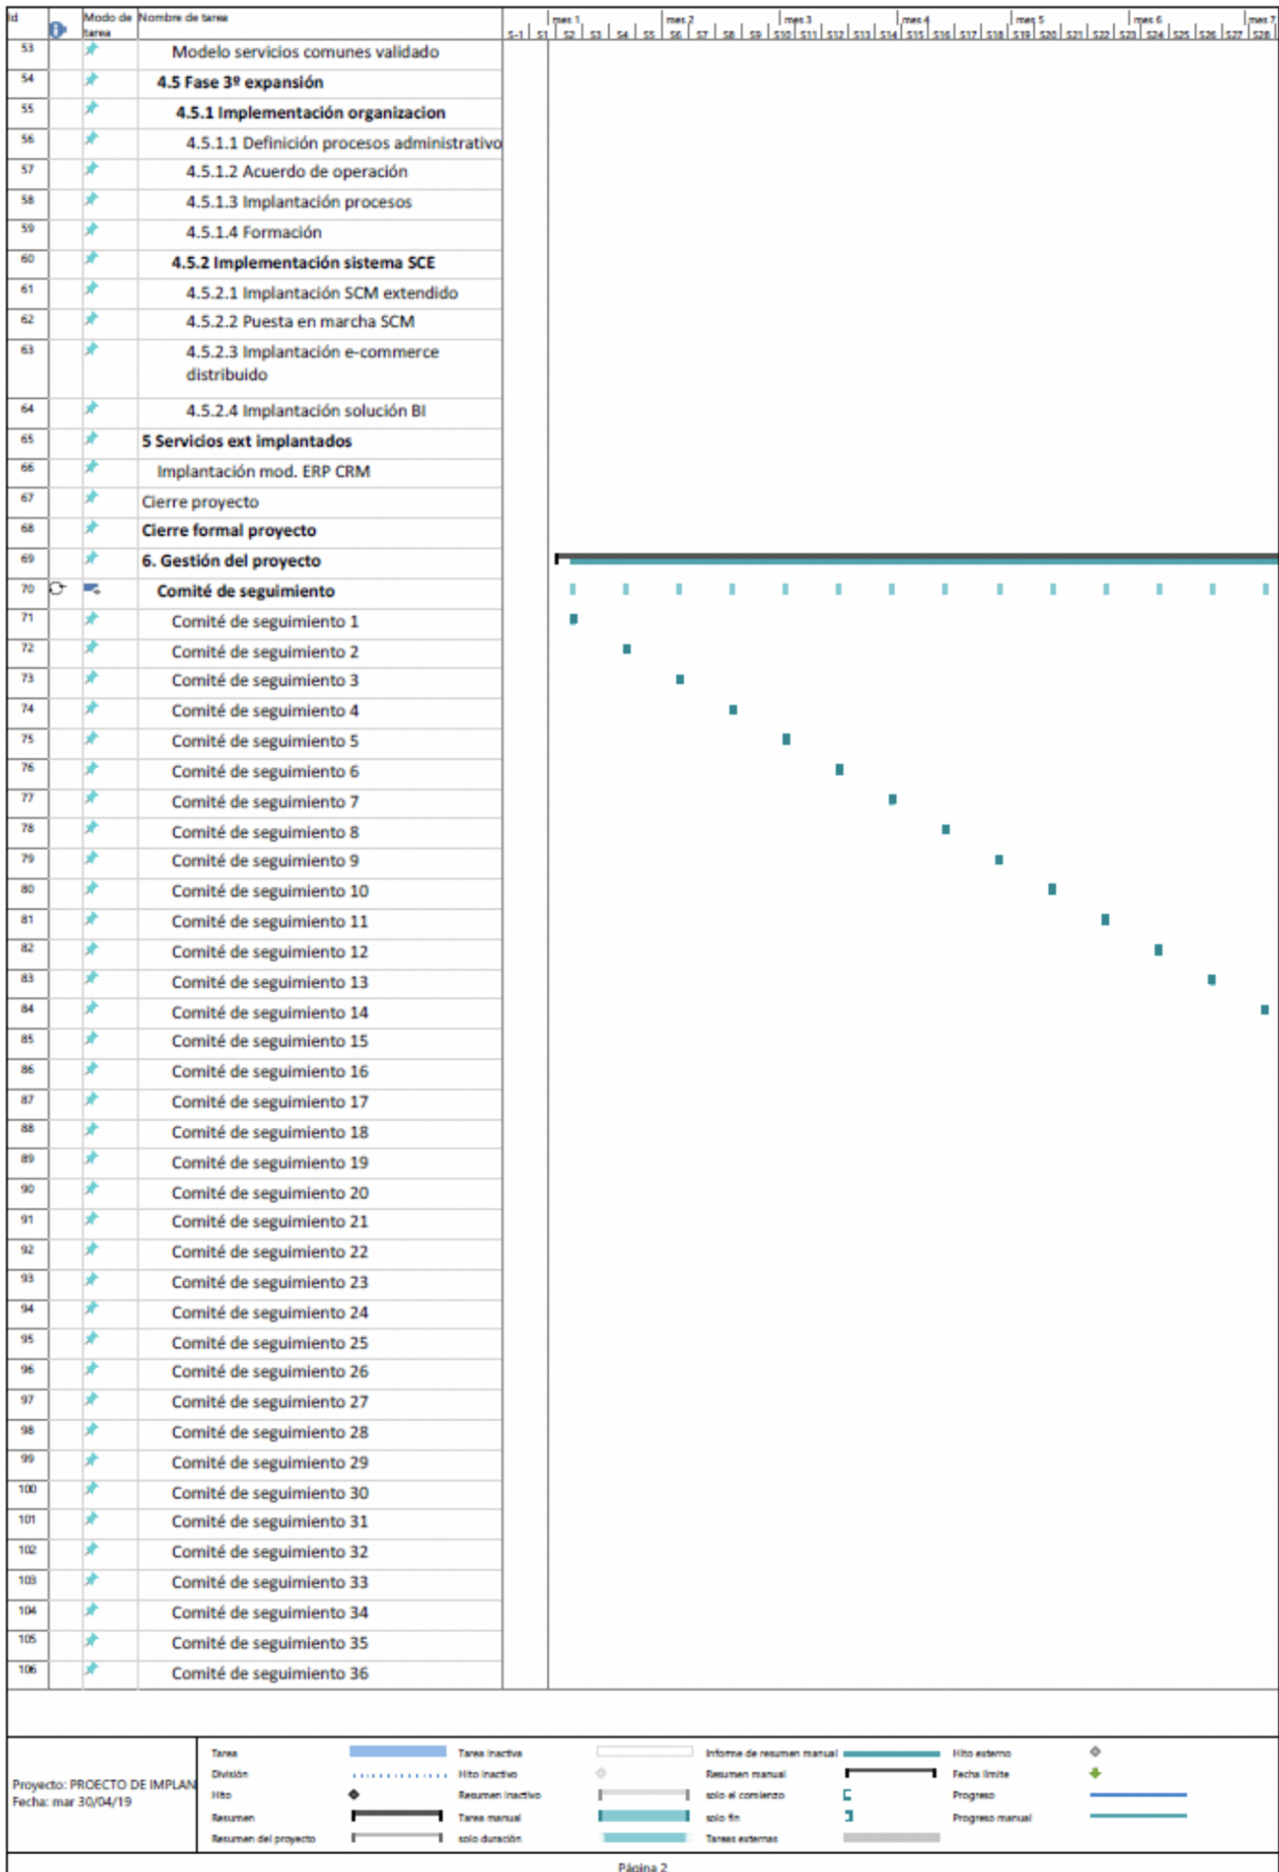 Id Modo de Nombre de tarea mes 1 mes 2 mes 3 mes 4 mes 5 mes 6 mes 7
tarea S-1 S1 S2 S3 S4 S5 S6 S7 S8 S9 S10 S11 S12 S13 S14 S15 S16 S17 S18 S19 S20 S21 S22 S23 S24 S25 S26 S27 S28
53 Modelo servicios comunes validado
54 4.5 Fase 3º expansión
55 4.5.1 Implementación organizacion
56 4.5.1.1 Definición procesos administrativo
57 4.5.1.2 Acuerdo de operación
58 4.5.1.3 Implantación procesos
59 4.5.1.4 Formación
60 4.5.2 Implementación sistema SCE
61 4.5.2.1 Implantación SCM extendido
62 4.5.2.2 Puesta en marcha SCM
63 4.5.2.3 Implantación e-commerce
distribuido
64 4.5.2.4 Implantación solución BI
65 5 Servicios ext implantados
66 Implantación mod. ERP CRM
67 Cierre proyecto
68 Cierre formal proyecto
69 6. Gestión del proyecto
70 Comité de seguimiento
71 Comité de seguimiento 1
72 Comité de seguimiento 2
73 Comité de seguimiento 3
74 Comité de seguimiento 4
75 Comité de seguimiento 5
76 Comité de seguimiento 6
77 Comité de seguimiento 7
78 Comité de seguimiento 8
79 Comité de seguimiento 9
80 Comité de seguimiento 10
81 Comité de seguimiento 11
82 Comité de seguimiento 12
83 Comité de seguimiento 13
84 Comité de seguimiento 14
85 Comité de seguimiento 15
86 Comité de seguimiento 16
87 Comité de seguimiento 17
88 Comité de seguimiento 18
89 Comité de seguimiento 19
90 Comité de seguimiento 20
91 Comité de seguimiento 21
92 Comité de seguimiento 22
93 Comité de seguimiento 23
94 Comité de seguimiento 24
95 Comité de seguimiento 25
96 Comité de seguimiento 26
97 Comité de seguimiento 27
98 Comité de seguimiento 28
99 Comité de seguimiento 29
100 Comité de seguimiento 30
101 Comité de seguimiento 31
102 Comité de seguimiento 32
103 Comité de seguimiento 33
104 Comité de seguimiento 34
105 Comité de seguimiento 35
106 Comité de seguimiento 36
Proyecto: PROECTO DE IMPLAN
Fecha: mar 30/04/19
Tarea Tarea inactiva Informe de resumen manual Hito externo
División Hito inactivo Resumen manual Fecha límite
Hito Resumen inactivo solo el comienzo Progreso
Resumen Tarea manual solo fin Progreso manual
Resumen del proyecto solo duración Tareas externas
Página 2